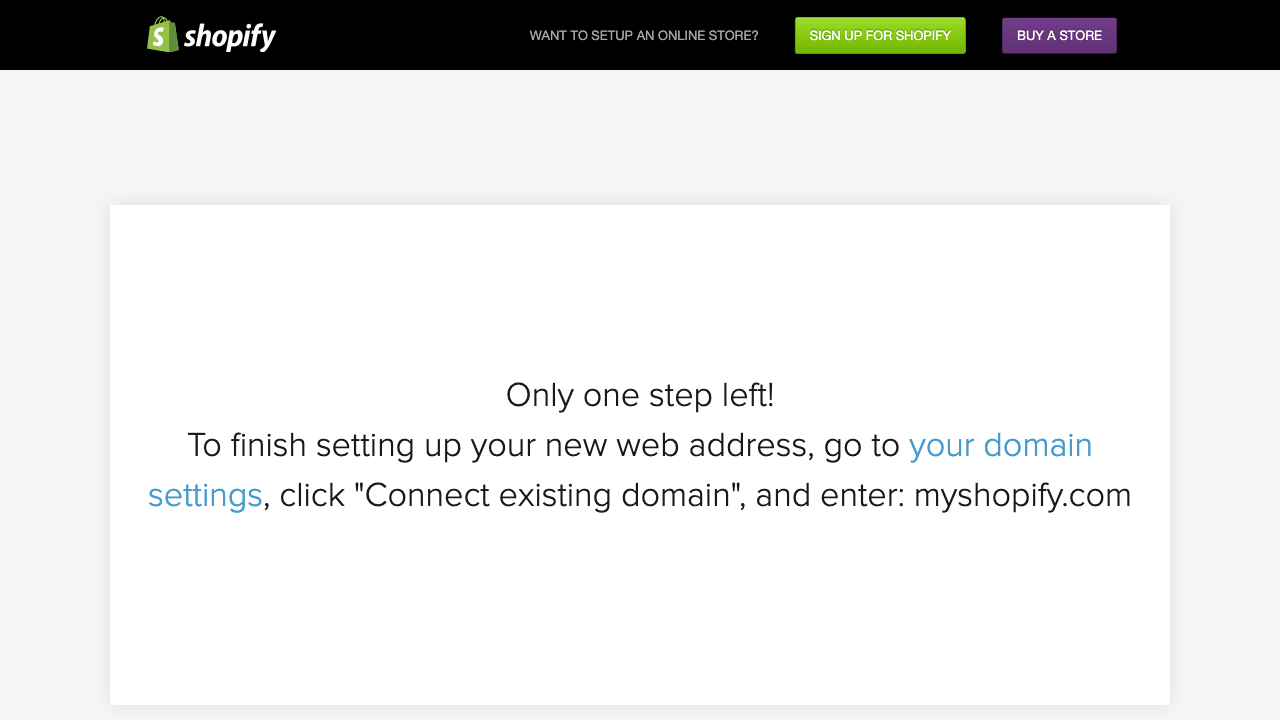 shopify
WANT TO SETUP AN ONLINE STORE?
SIGN UP FOR SHOPIFY
BUY A STORE
Only one step left!
To finish setting up your new web address, go to your domain
settings, click "Connect existing domain", and enter: myshopify.com